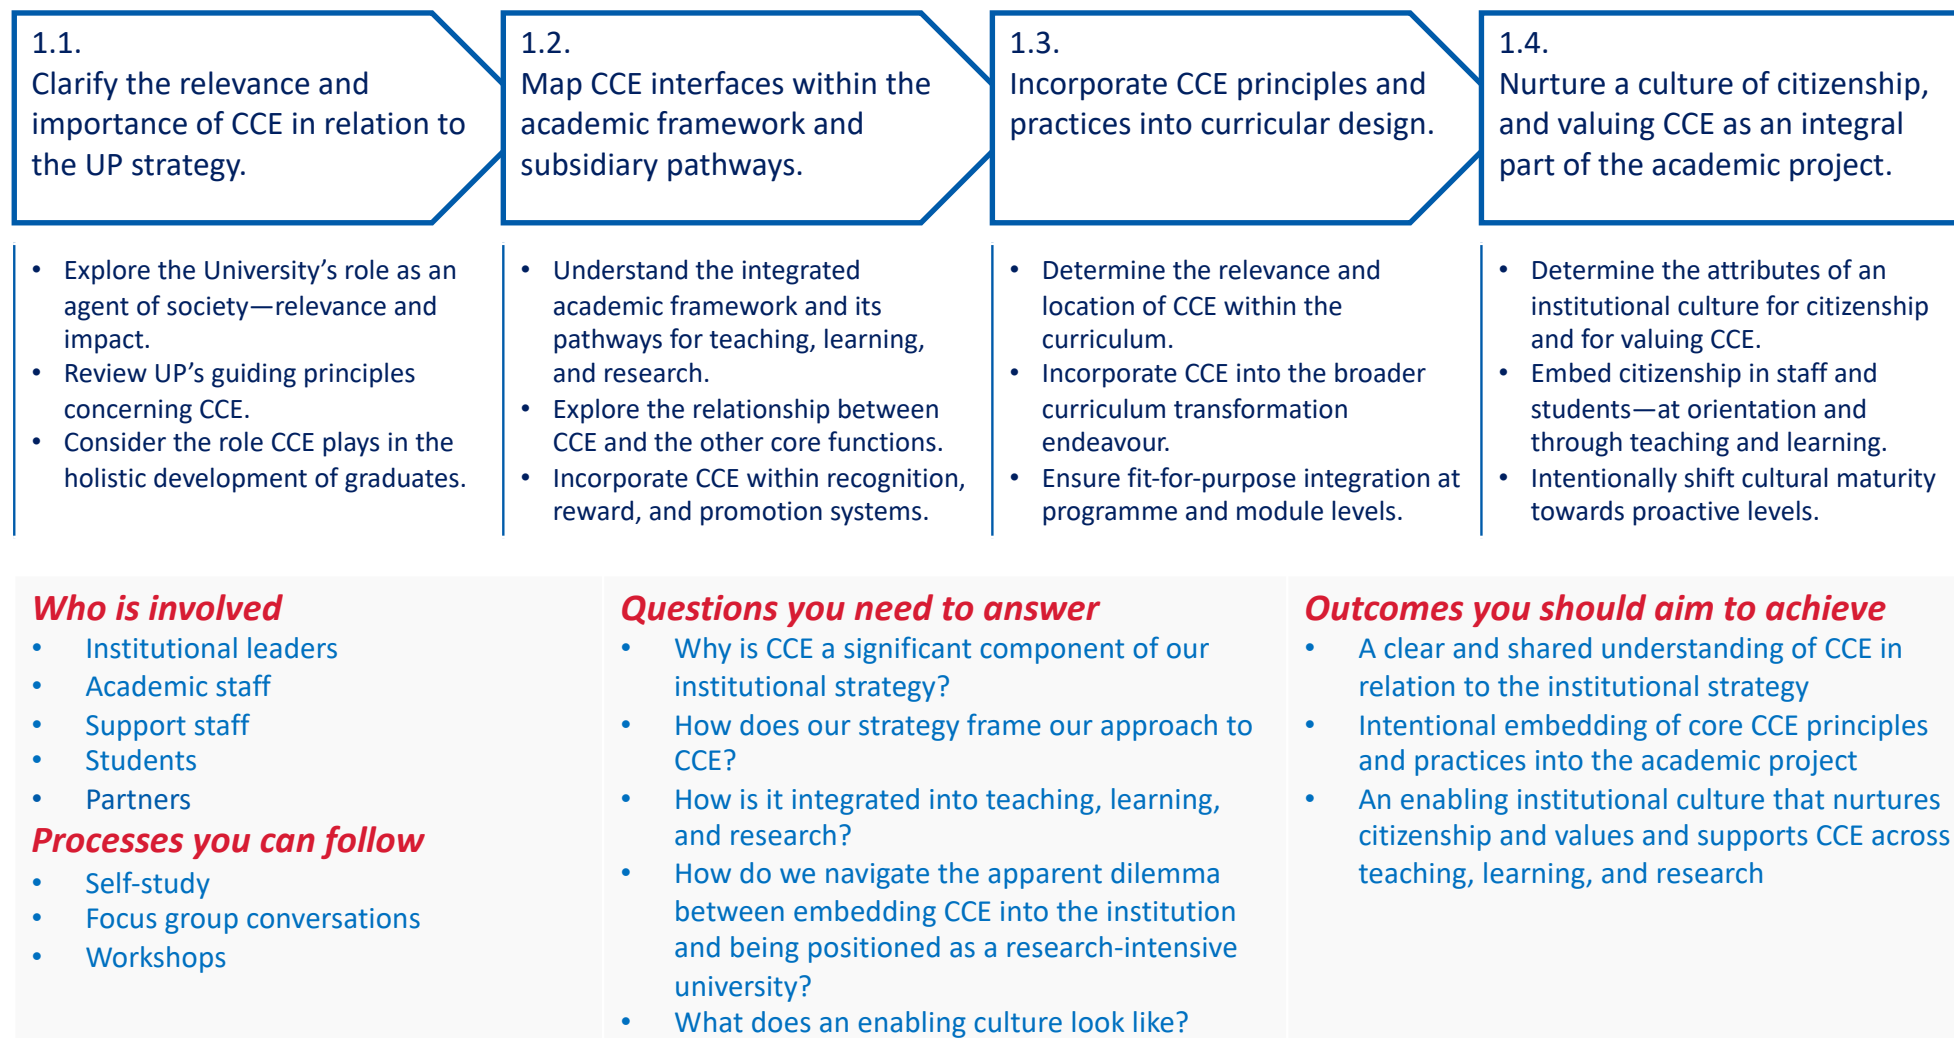 1.1.
Clarify the relevance and
importance of CCE in relation to
the UP strategy.
• Explore the University’s role as an
agent of society—relevance and
impact.
• Review UP’s guiding principles
concerning CCE.
• Consider the role CCE plays in the
holistic development of graduates.
1.2.
Map CCE interfaces within the
academic framework and
subsidiary pathways.
• Understand the integrated
academic framework and its
pathways for teaching, learning,
and research.
• Explore the relationship between
CCE and the other core functions.
• Incorporate CCE within recognition,
reward, and promotion systems.
1.3.
Incorporate CCE principles and
practices into curricular design.
• Determine the relevance and
location of CCE within the
curriculum.
• Incorporate CCE into the broader
curriculum transformation
endeavour.
• Ensure fit-for-purpose integration at
programme and module levels.
1.4.
Nurture a culture of citizenship,
and valuing CCE as an integral
part of the academic project.
• Determine the attributes of an
institutional culture for citizenship
and for valuing CCE.
• Embed citizenship in staff and
students—at orientation and
through teaching and learning.
• Intentionally shift cultural maturity
towards proactive levels.
Who is involved
• Institutional leaders
• Academic staff
• Support staff
• Students
• Partners
Processes you can follow
• Self-study
• Focus group conversations
• Workshops
Questions you need to answer
• Why is CCE a significant component of our
institutional strategy?
• How does our strategy frame our approach to
CCE?
• How is it integrated into teaching, learning,
and research?
• How do we navigate the apparent dilemma
between embedding CCE into the institution
and being positioned as a research-intensive
university?
• What does an enabling culture look like?
Outcomes you should aim to achieve
• A clear and shared understanding of CCE in
relation to the institutional strategy
• Intentional embedding of core CCE principles
and practices into the academic project
• An enabling institutional culture that nurtures
citizenship and values and supports CCE across
teaching, learning, and research